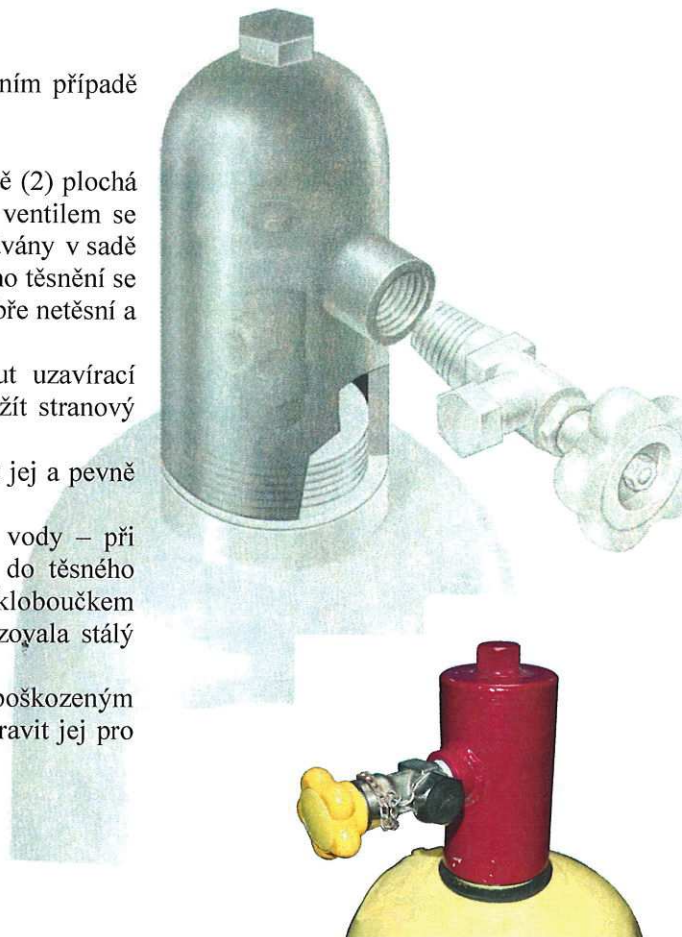 ním případě
ě (2) plochá
ventilem se
vány v sadě
no těsnění se
oře netěsní a
ut uzavírací
žít stranový
jej a pevně
vody – při
do těsného
kloboučkem
zovala stálý
poškozeným
ravit jej pro